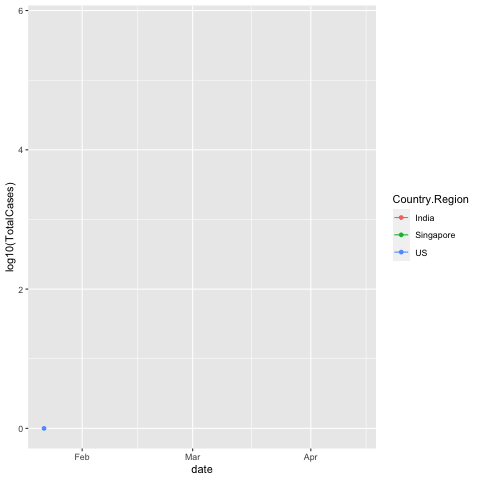 6
4
2
0
log10(TotalCases)
Feb
Mar
Apr
date
Country.Region
India
Singapore
US